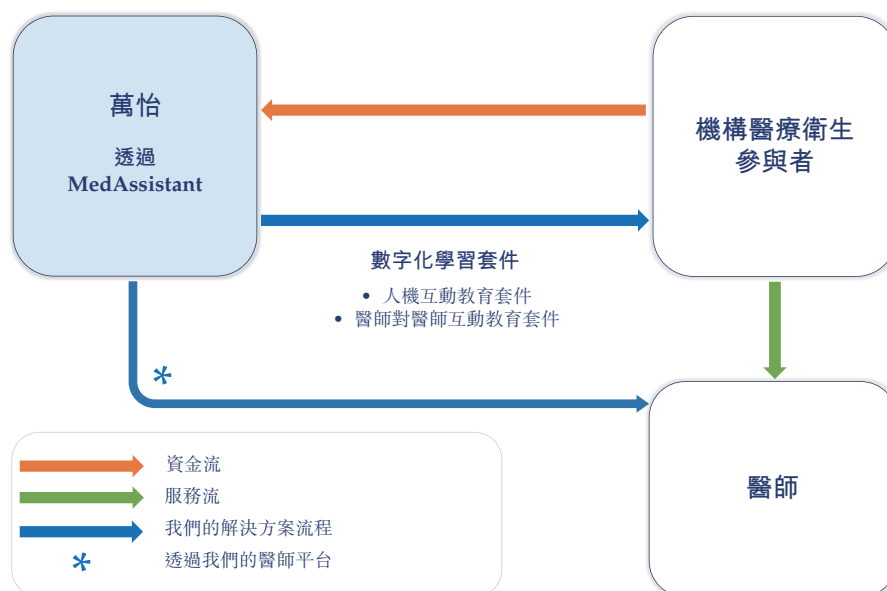 萬怡
透過
MedAssistant
機構醫療衛生
參與者
數字化學習套件
• 人機互動教育套件
• 醫師對醫師互動教育套件
*
醫師
資金流
服務流
我們的解決方案流程
* 透過我們的醫師平台